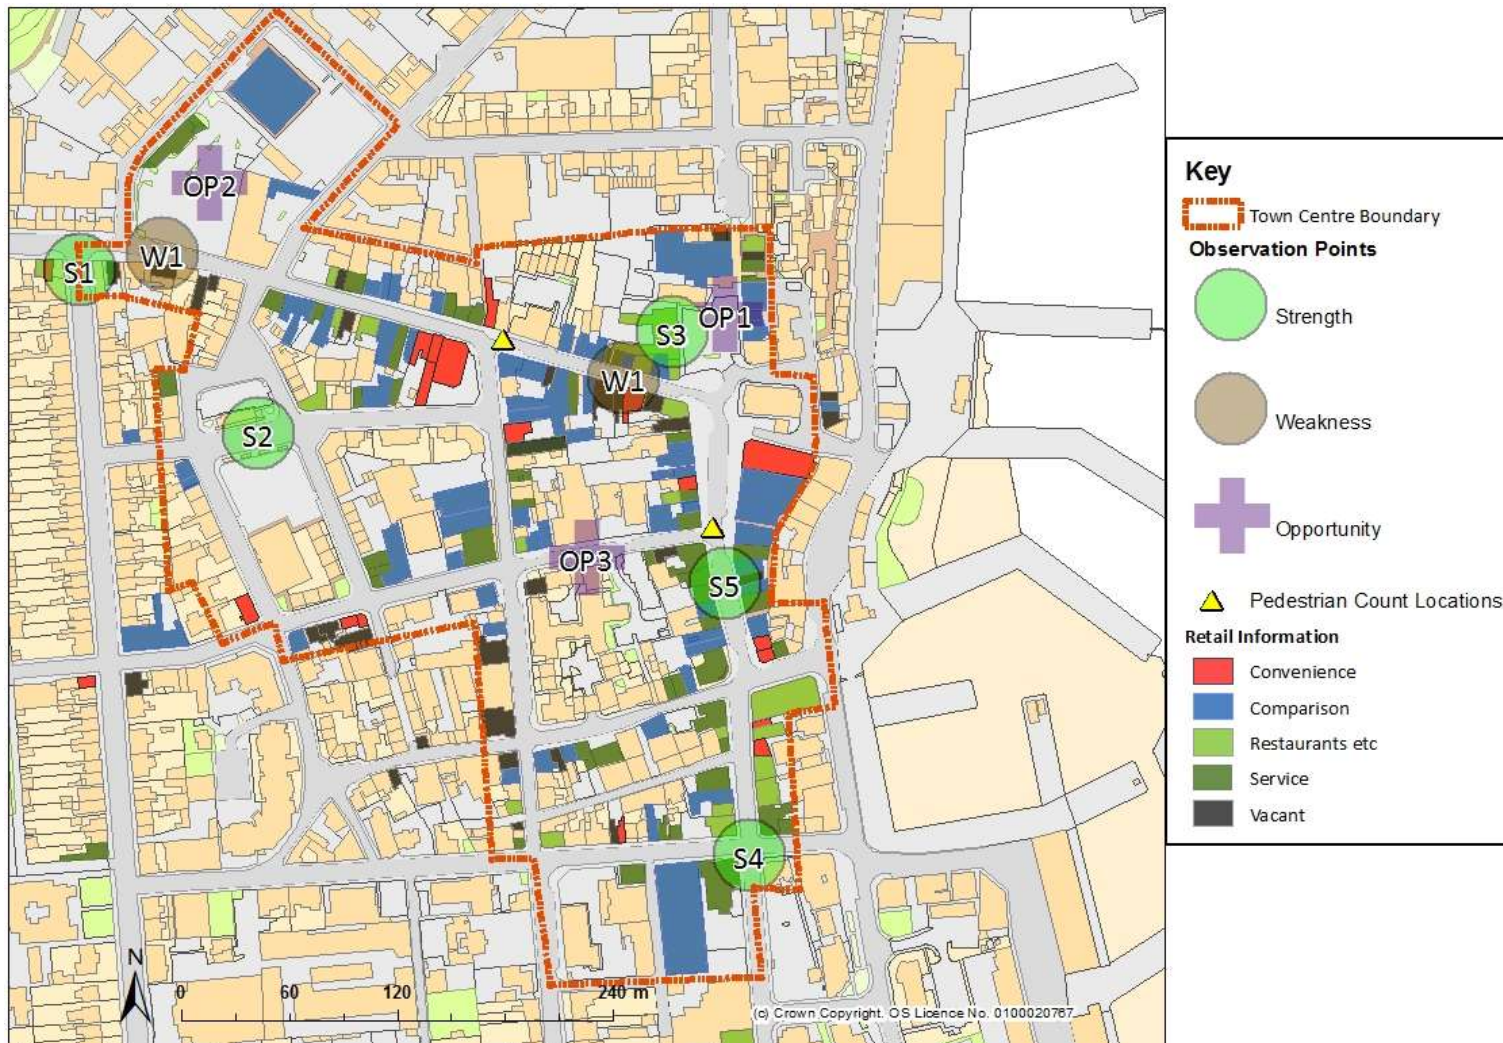 OP2
W1
S1
S3
OP1
W1
S2
OP3
S5
S4
N
0 60 120 240 m
(c) Crown Copyright. OS Licence No. 0100020767
Key
Town Centre Boundary
Observation Points
Strength
Weakness
Opportunity
Pedestrian Count Locations
Retail Information
Convenience
Comparison
Restaurants etc
Service
Vacant